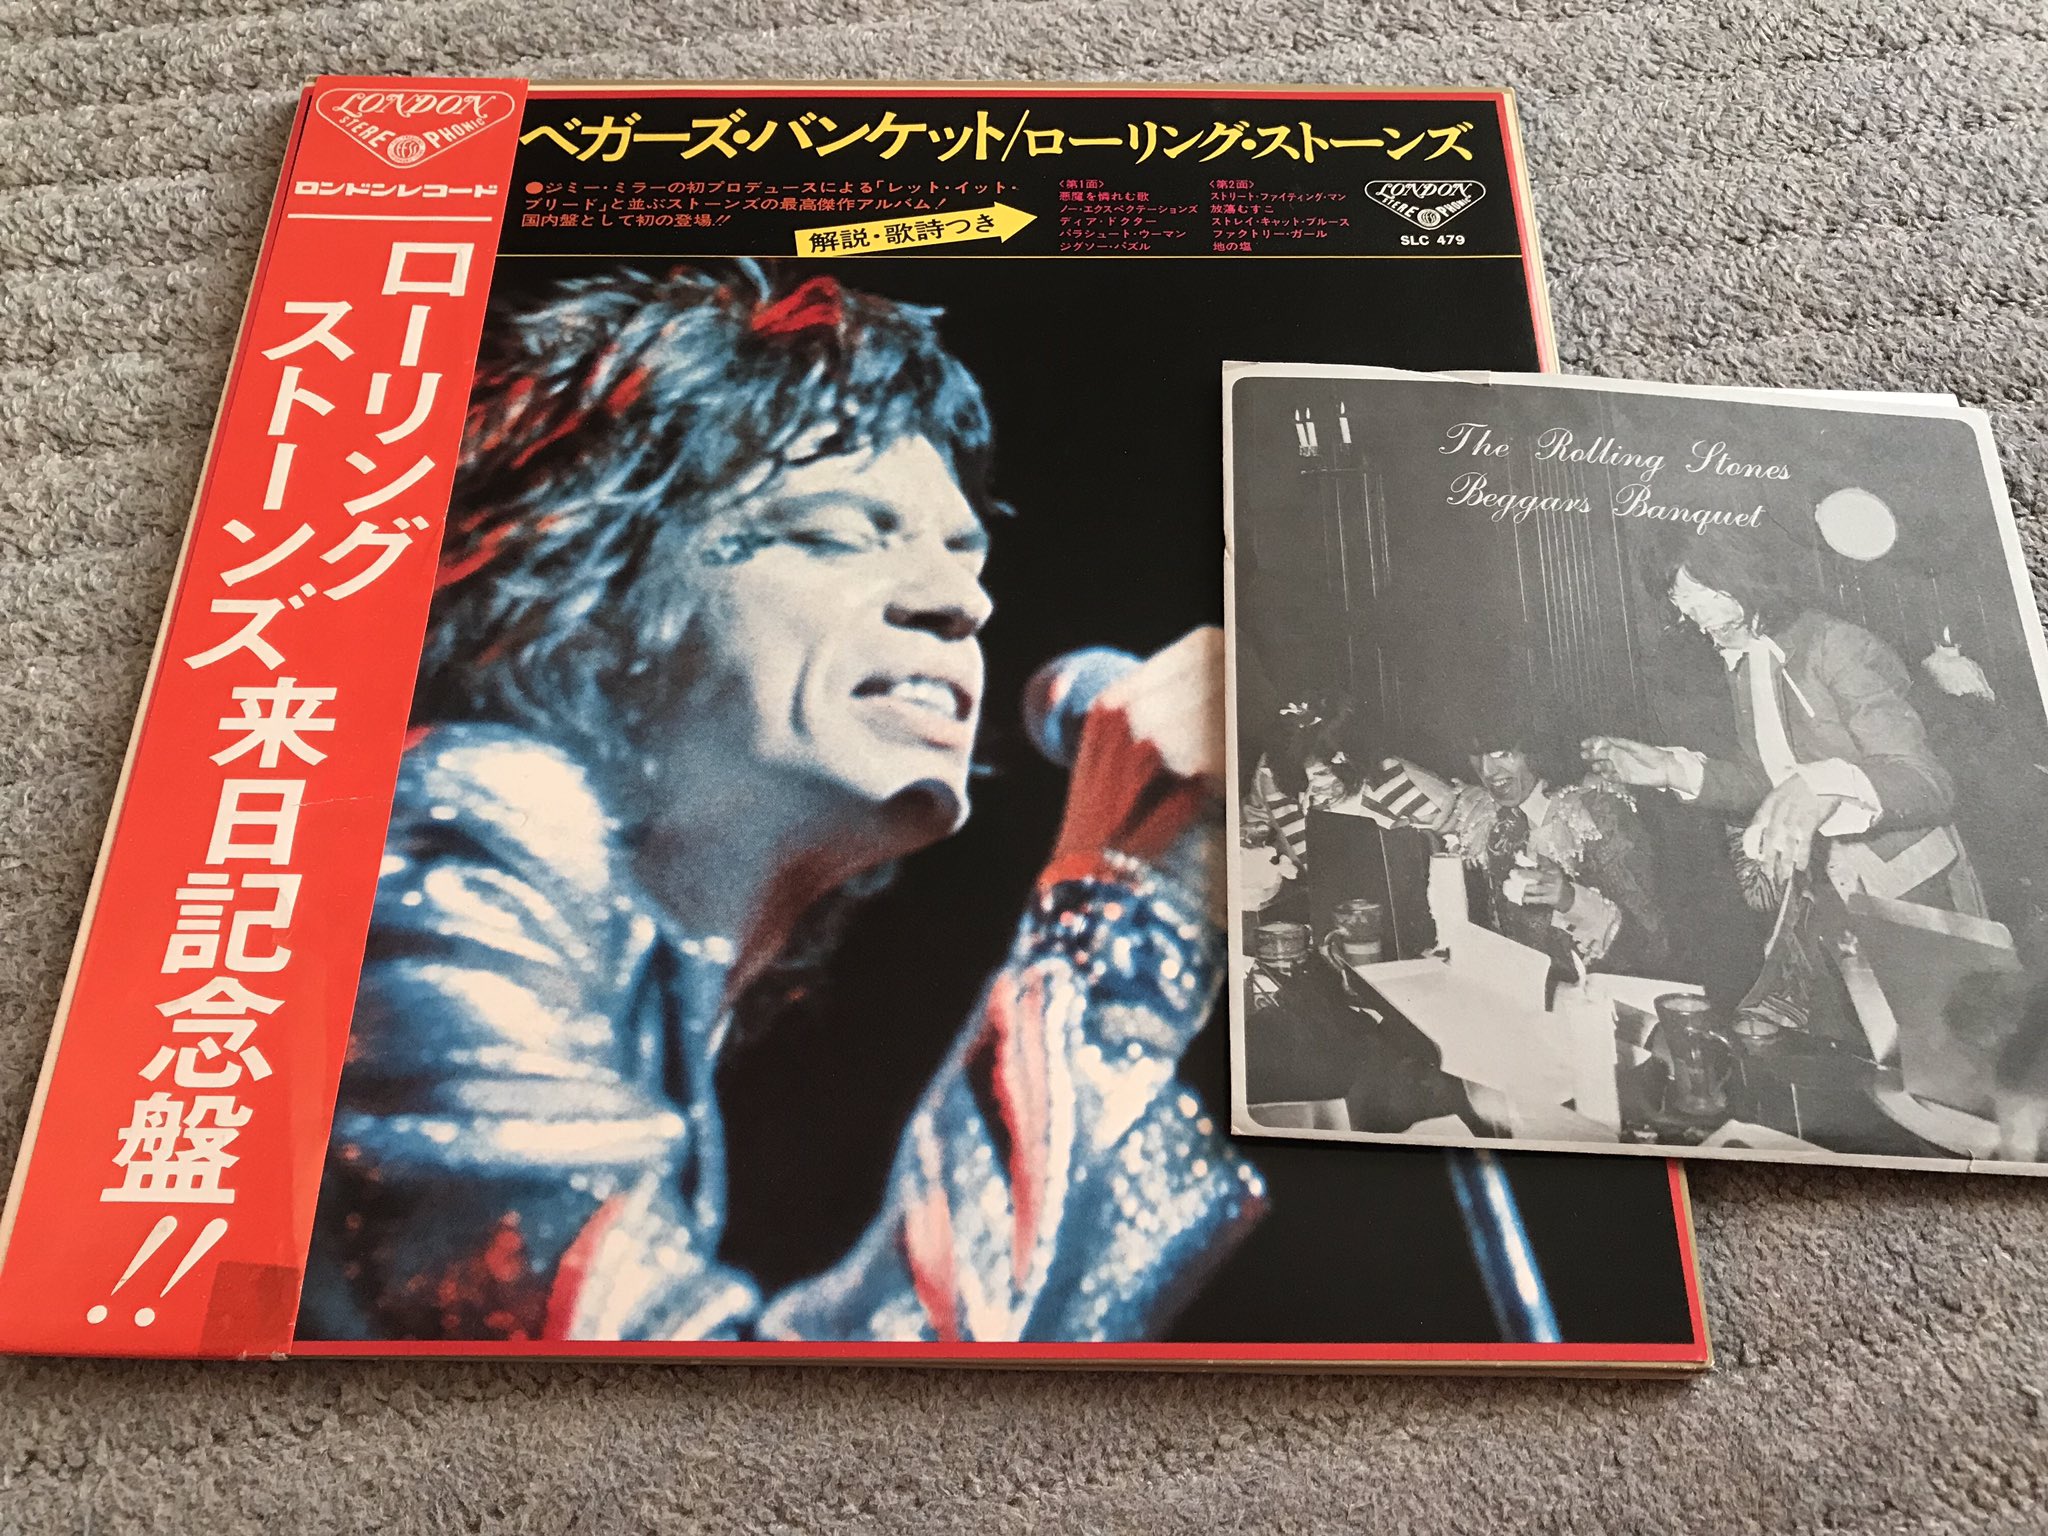 LONDON
STEREOPHONIC
ロンドンレコード
ローリング
ストーンズ来日記念盤!!
ベガーズ・バンケット/ローリング・ストーンズ
●ジミー・ミラーの初プロデュースによる「レット・イット・
ブリード」と並ぶストーンズの最高傑作アルバム!
国内盤として初の登場!!
解説・歌詩つき
〈第1面〉
悪魔を憐れむ歌
ノー・エクスペクテーションズ
ディア・ドクター
パラシュート・ウーマン
ジグソー・パズル
〈第2面〉
ストリート・ファイティング・マン
放蕩むすこ
ストレイ・キャット・ブルース
ファクトリー・ガール
地の塩
LONDON
STEREOPHONIC
SLC 479
The Rolling Stones
Beggars Banquet